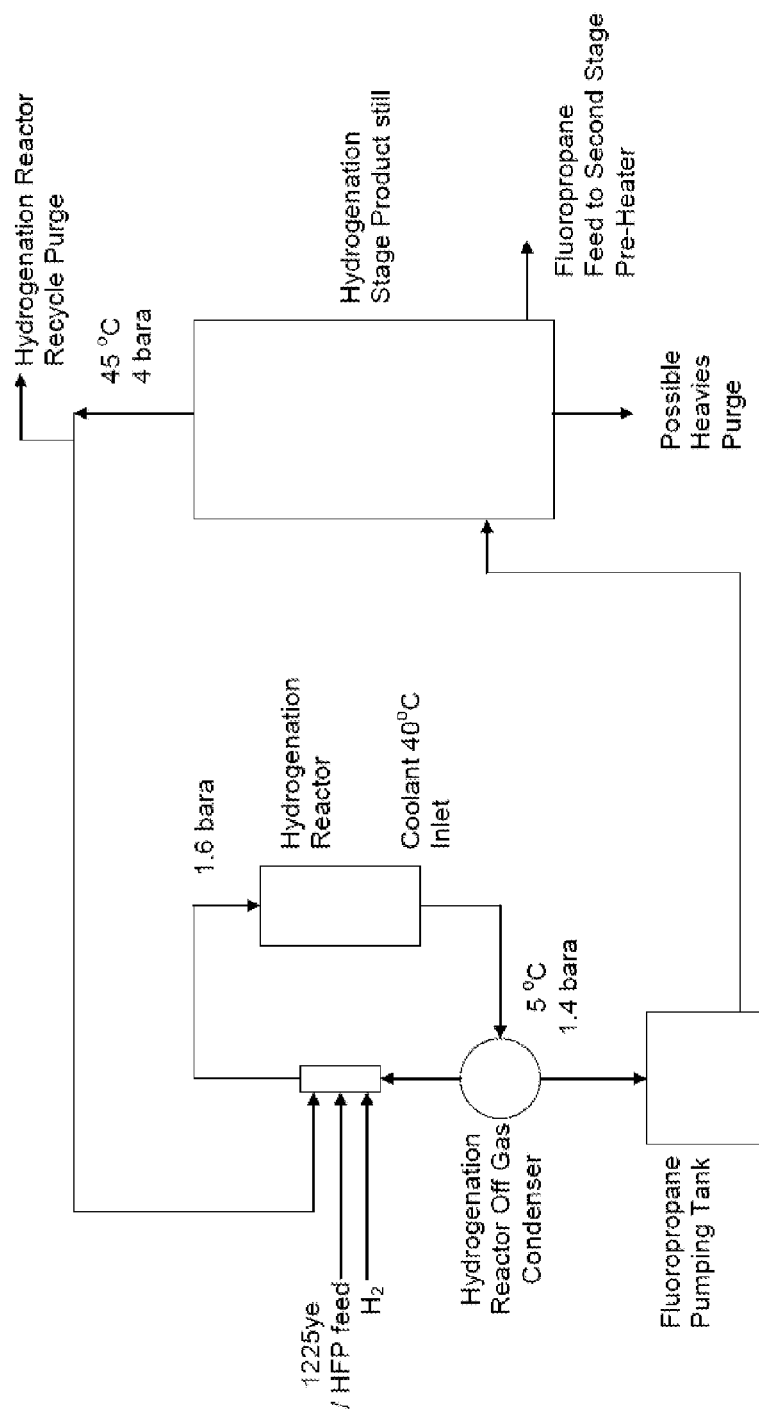 Hydrogenation Reactor
Recycle Purge
45 °C
4 bara
Hydrogenation
Stage Product still
Fluoropropane
Feed to Second Stage
Pre-Heater
Possible
Heavies
Purge
1.6 bara
Hydrogenation
Reactor
Coolant 40°C
Inlet
5 °C
1.4 bara
1225ye
/ HFP feed
H₂
Hydrogenation
Reactor Off Gas
Condenser
Fluoropropane
Pumping Tank